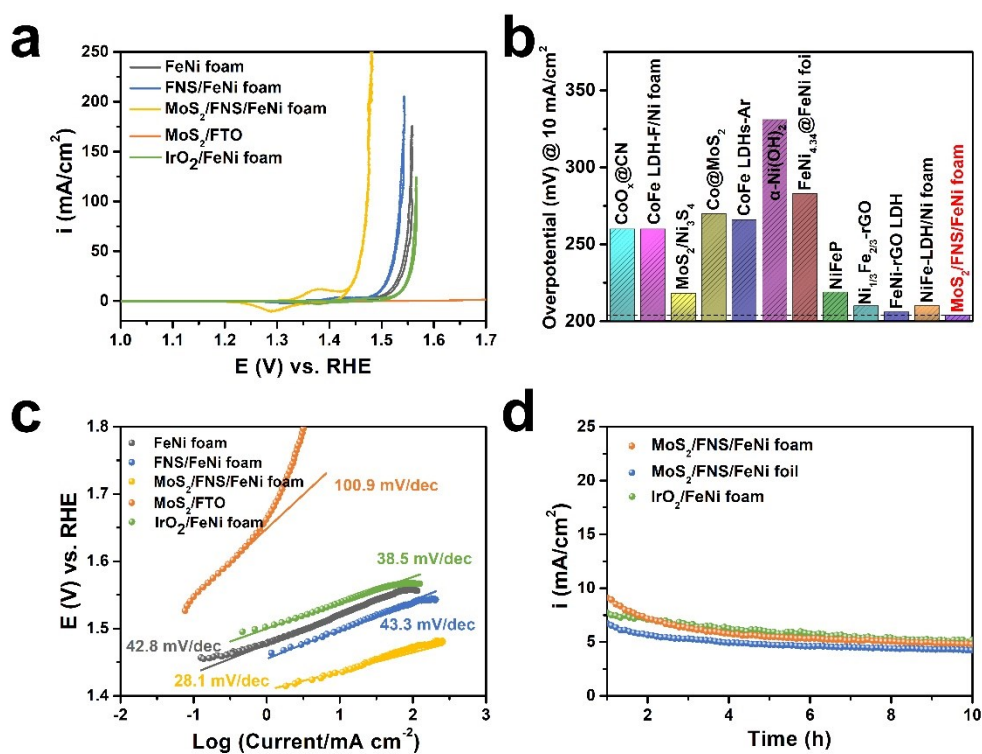 a
250
200
150
100
50
0
i (mA/cm²)
FeNi foam
FNS/FeNi foam
MoS₂/FNS/FeNi foam
MoS₂/FTO
IrO₂/FeNi foam
1.0 1.1 1.2 1.3 1.4 1.5 1.6 1.7
E (V) vs. RHE
b
350
300
250
200
Overpotential (mV) @ 10 mA/cm²
CoOₓ@CN
CoFe LDH-F/Ni foam
MoS₂/Ni₃S₄
Co@MoS₂
CoFe LDHs-Ar
α-Ni(OH)₂
FeNi₄.₃₄@FeNi foi
NiFeP
Ni₁/₃Fe₂/₃-rGO
FeNi-rGO LDH
NiFe-LDH/Ni foam
MoS₂/FNS/FeNi foam
c
1.8
1.7
1.6
1.5
1.4
E (V) vs. RHE
FeNi foam
FNS/FeNi foam
MoS₂/FNS/FeNi foam
MoS₂/FTO
IrO₂/FeNi foam
100.9 mV/dec
38.5 mV/dec
42.8 mV/dec
43.3 mV/dec
28.1 mV/dec
-2 -1 0 1 2 3
Log (Current/mA cm⁻²)
d
25
20
15
10
5
0
i (mA/cm²)
MoS₂/FNS/FeNi foam
MoS₂/FNS/FeNi foil
IrO₂/FeNi foam
2 4 6 8 10
Time (h)